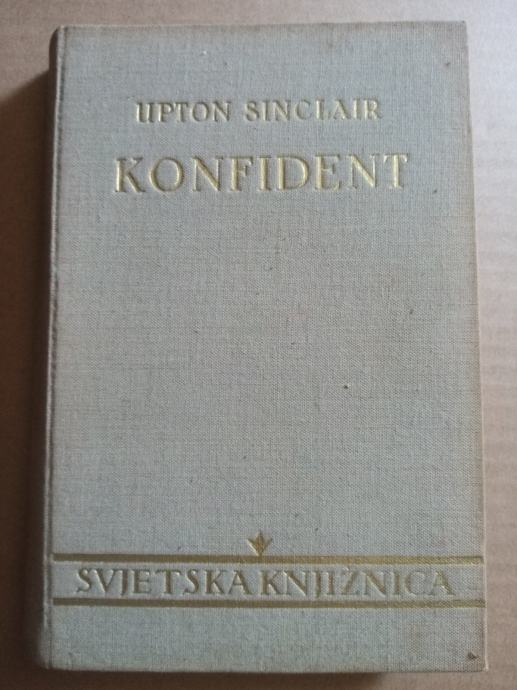 UPTON SINCLAIR
KONFIDENT
SVJETSKA KNJIŽNICA